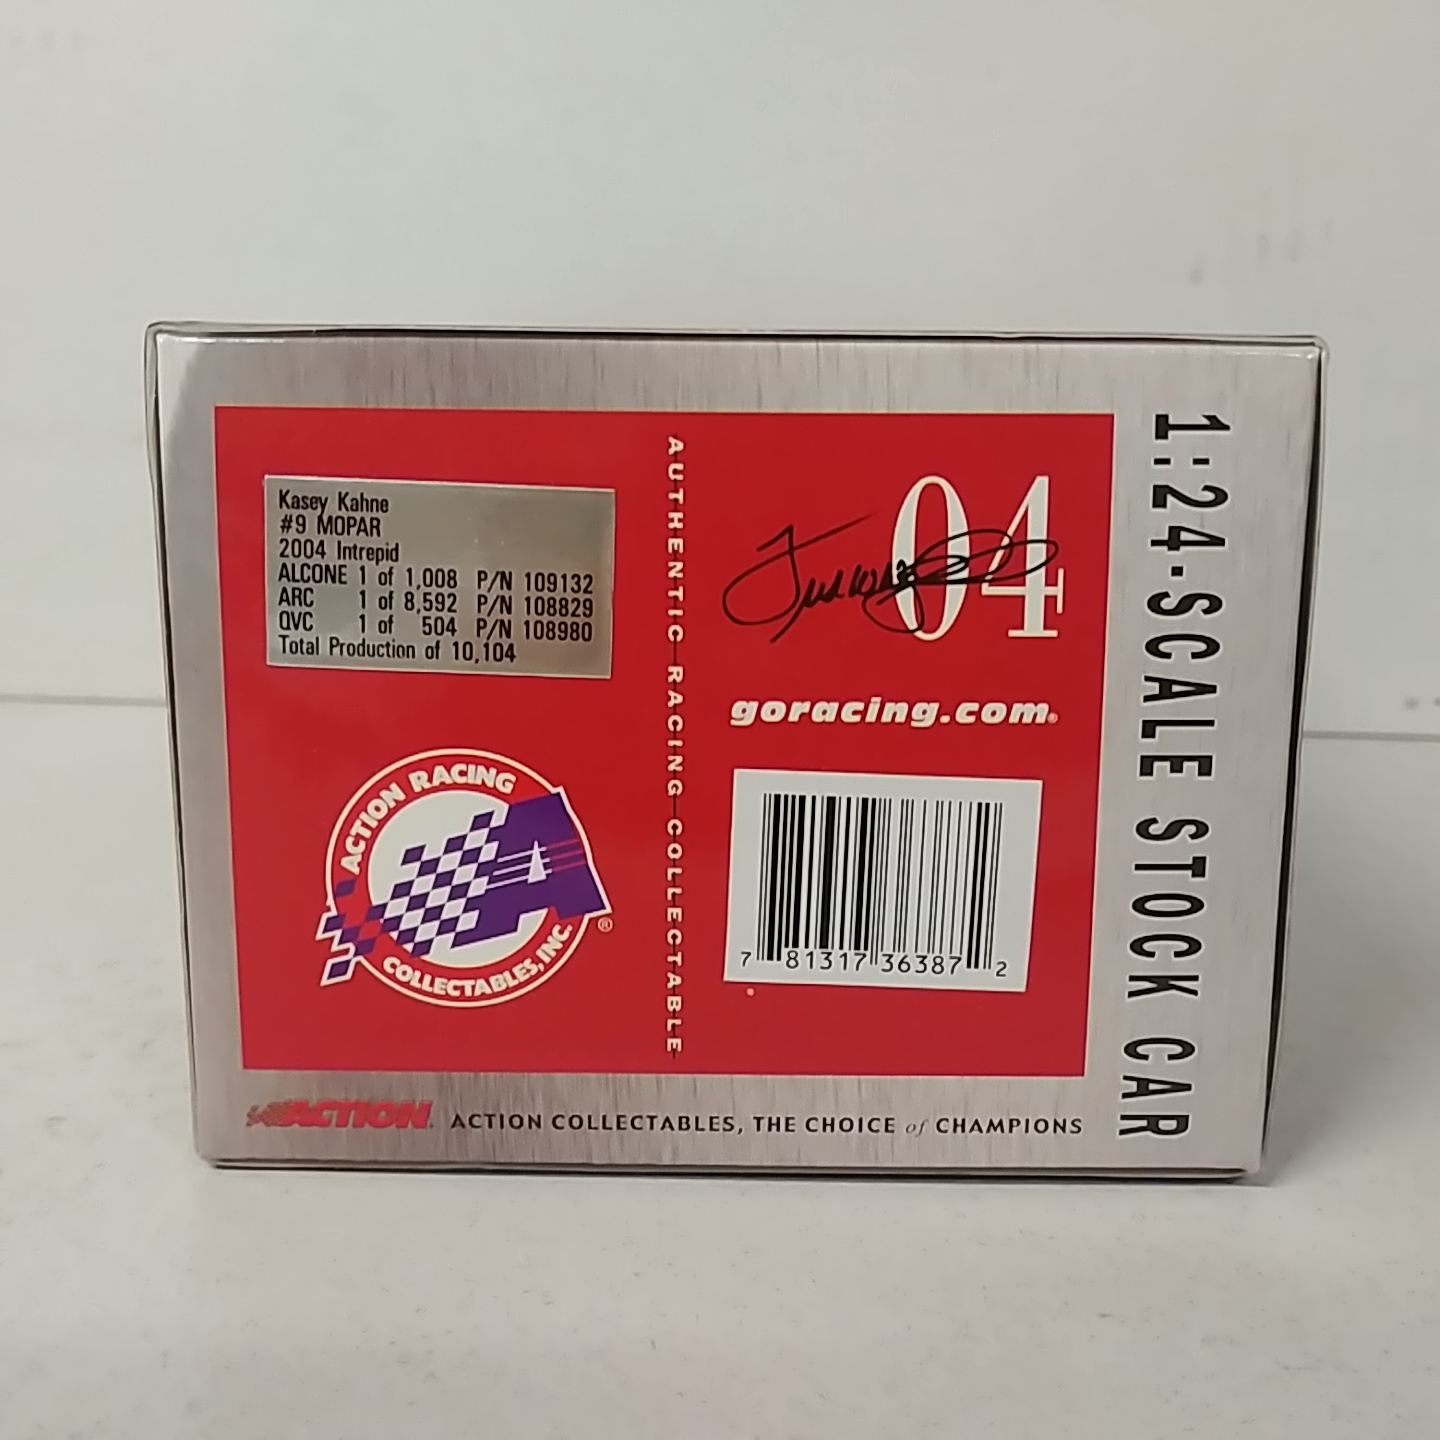 Kasey Kahne
#9 MOPAR
2004 Intrepid
ALCONE 1 of 1,008 P/N 109132
ARC 1 of 8,592 P/N 108829
QVC 1 of 504 P/N 108980
Total Production of 10,104
ACTION RACING
COLLECTABLES, INC.
®
AUTHENTIC RACING COLLECTABLE
04
goracing.com®
7 81317 36387 2
1:24-SCALE STOCK CAR
ACTION ACTION COLLECTABLES, THE CHOICE of CHAMPIONS